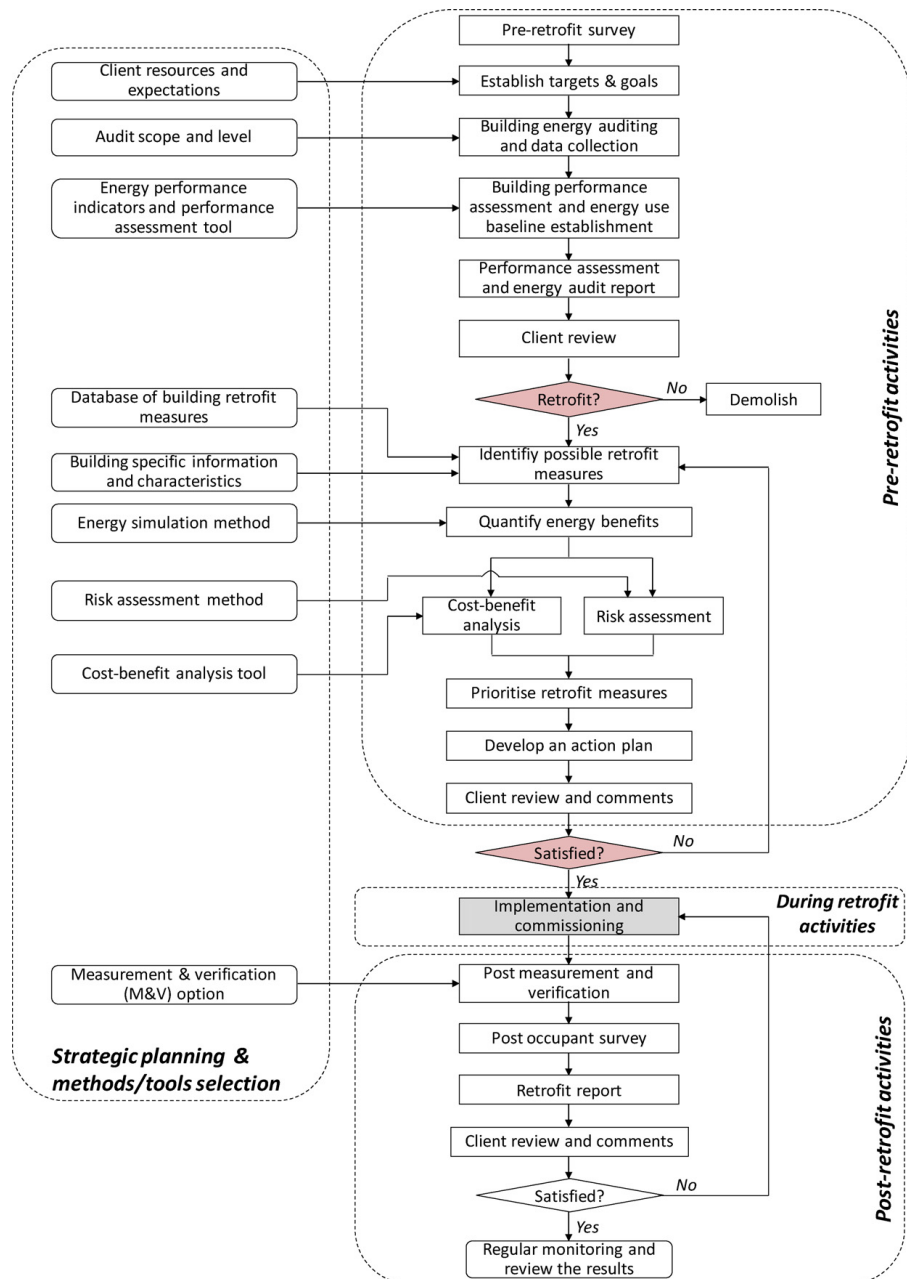 Pre-retrofit survey
Client resources and
expectations
Establish targets & goals
Audit scope and level
Building energy auditing
and data collection
Energy performance
indicators and performance
assessment tool
Building performance
assessment and energy use
baseline establishment
Performance assessment
and energy audit report
Client review
Pre-retrofit activities
Database of building retrofit
measures
Retrofit?
No
Demolish
Yes
Building specific information
and characteristics
Identifiy possible retrofit
measures
Energy simulation method
Quantify energy benefits
Risk assessment method
Cost-benefit
analysis
Risk assessment
Cost-benefit analysis tool
Prioritise retrofit measures
Develop an action plan
Client review and comments
Satisfied?
No
Yes
Implementation and
commissioning
During retrofit
activities
Measurement & verification
(M&V) option
Post measurement and
verification
Strategic planning &
methods/tools selection
Post occupant survey
Retrofit report
Client review and comments
Post-retrofit activities
Satisfied?
No
Yes
Regular monitoring and
review the results